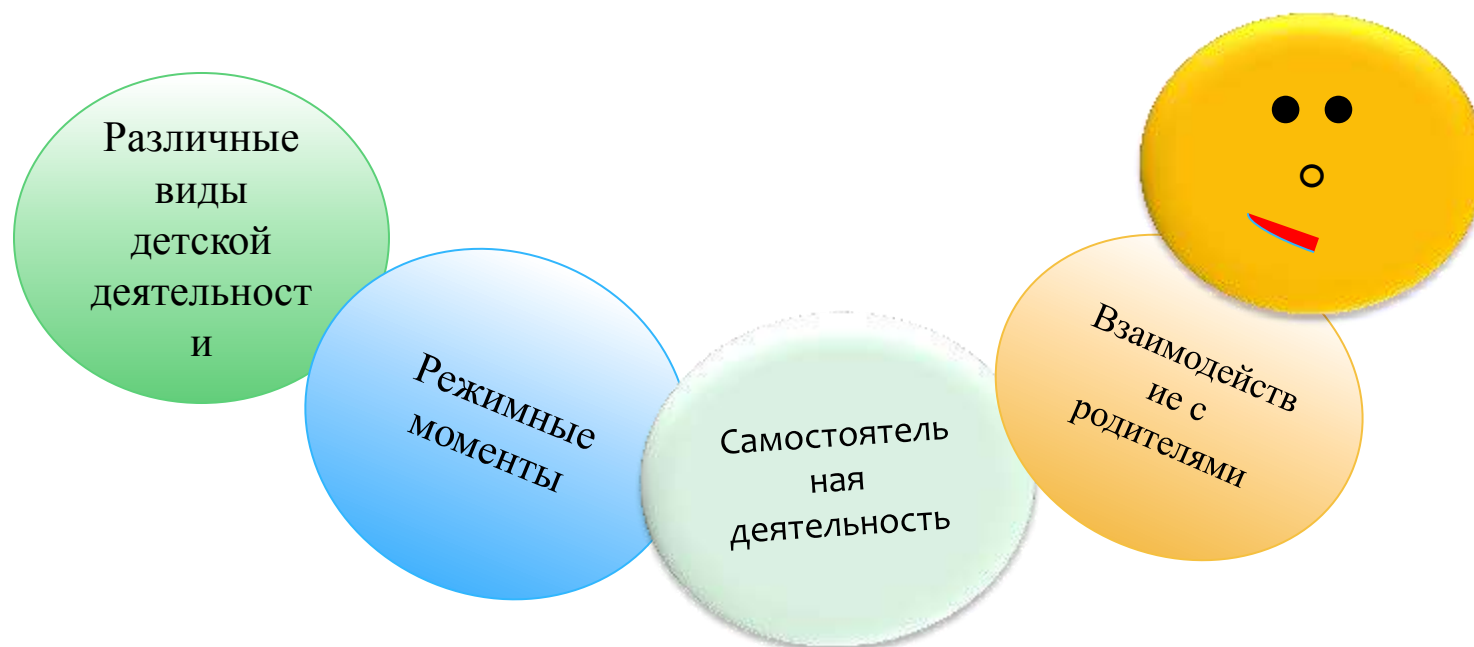 Различные
виды
детской
деятельност
и
Режимные
моменты
Самостоятель
ная
деятельность
Взаимодейств
ие с
родителями